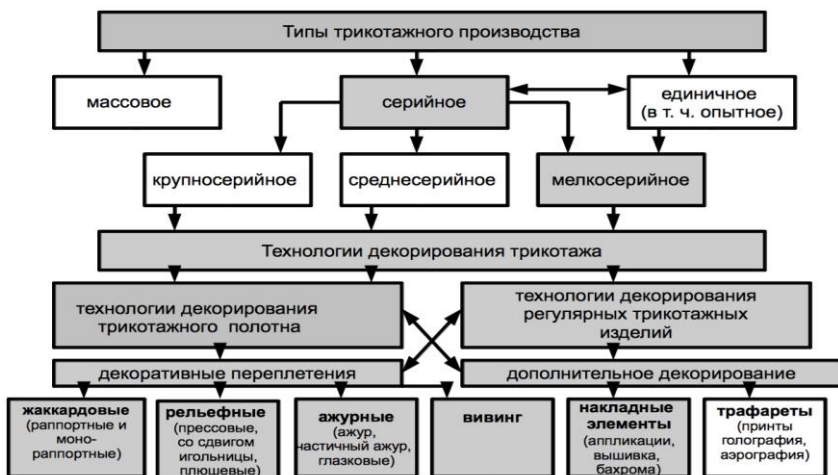 Типы трикотажного производства
массовое
серийное
единичное
(в т. ч. опытное)
крупносерийное
среднесерийное
мелкосерийное
Технологии декорирования трикотажа
технологии декорирования
трикотажного полотна
технологии декорирования
регулярных трикотажных
изделий
декоративные переплетения
дополнительное декорирование
жаккардовые
(раппортные и
моно-
раппортные)
рельефные
(прессовые,
со сдвигом
игольницы,
плюшевые)
ажурные
(ажур,
частичный ажур,
глазковые)
вивинг
накладные
элементы
(аппликации,
вышивка,
бахрома)
трафареты
(принты
голография,
аэрография)